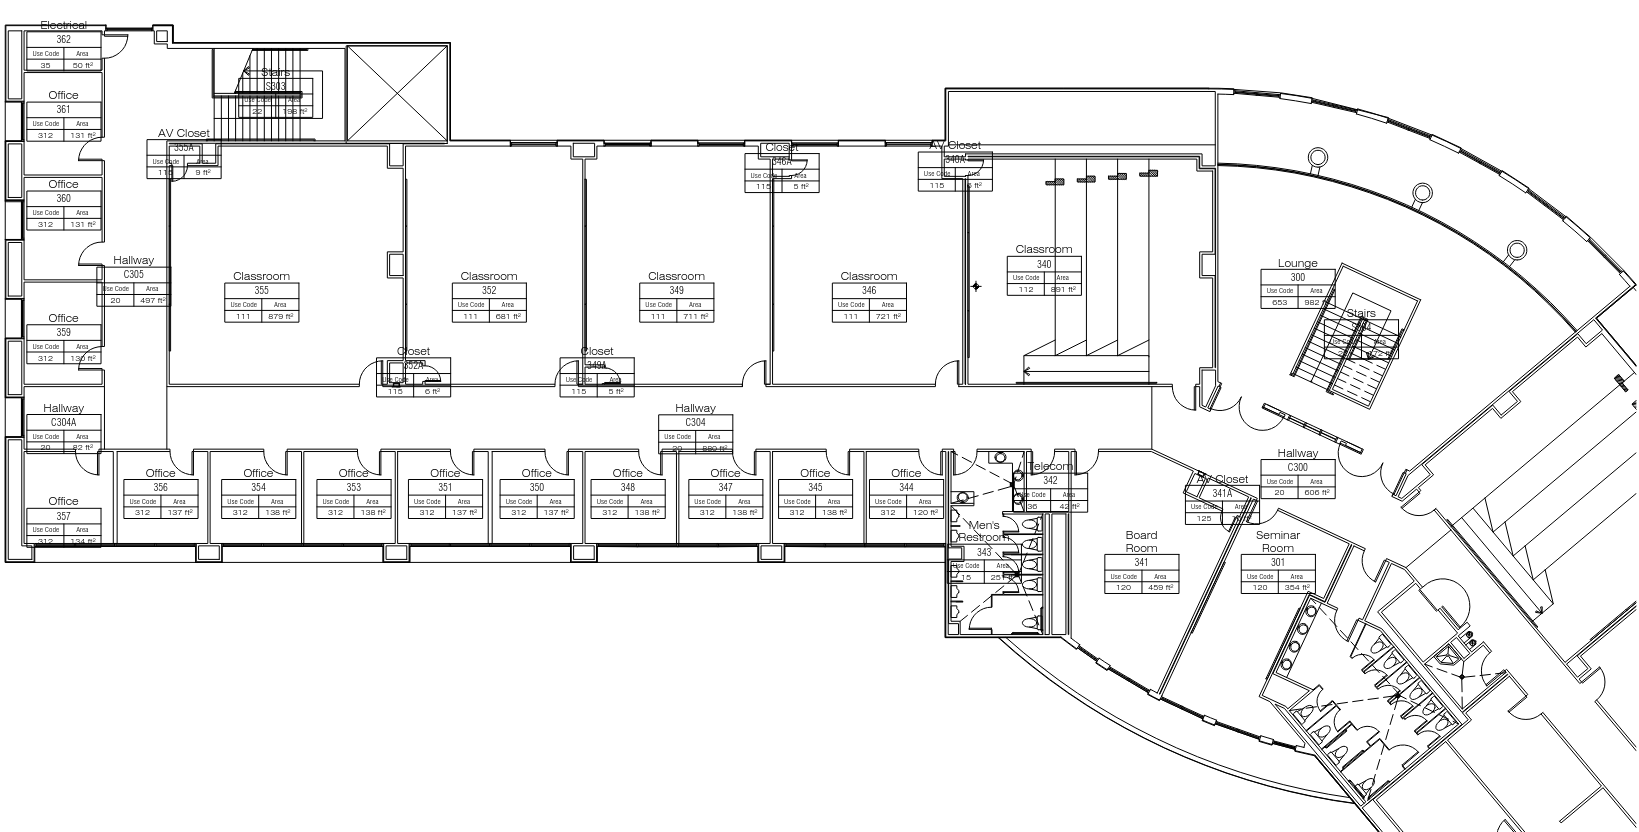 Electrical
362
Use Code Area
35 50 ft²
Office
361
Use Code Area
312 131 ft²
Office
360
Use Code Area
312 131 ft²
Office
359
Use Code Area
312 130 ft²
Hallway
C304A
Use Code Area
20 82 ft²
Office
357
Use Code Area
312 134 ft²
Stairs
S303
Use Code Area
22 198 ft²
AV Closet
355A
Use Code Area
115 9 ft²
Hallway
C305
Use Code Area
20 497 ft²
Classroom
355
Use Code Area
111 879 ft²
Closet
352A
Use Code Area
115 6 ft²
Classroom
352
Use Code Area
111 681 ft²
Closet
349A
Use Code Area
115 5 ft²
Classroom
349
Use Code Area
111 711 ft²
Closet
346A
Use Code Area
115 5 ft²
Classroom
346
Use Code Area
111 721 ft²
AV Closet
340A
Use Code Area
115
Classroom
340
Use Code Area
112 891 ft²
Lounge
300
Use Code Area
653 982 ft²
Stairs
Hallway
C304
Use Code Area
20 880 ft²
Hallway
C300
Use Code Area
20 606 ft²
Office
356
Use Code Area
312 137 ft²
Office
354
Use Code Area
312 138 ft²
Office
353
Use Code Area
312 138 ft²
Office
351
Use Code Area
312 137 ft²
Office
350
Use Code Area
312 137 ft²
Office
348
Use Code Area
312 138 ft²
Office
347
Use Code Area
312 138 ft²
Office
345
Use Code Area
312 138 ft²
Office
344
Use Code Area
312 120 ft²
Men's
Restroom
343
Use Code Area
15
Telecom
342
Use Code Area
36 42 ft²
Board
Room
341
Use Code Area
120 459 ft²
AV Closet
341A
Use Code Area
125
Seminar
Room
301
Use Code Area
120 354 ft²